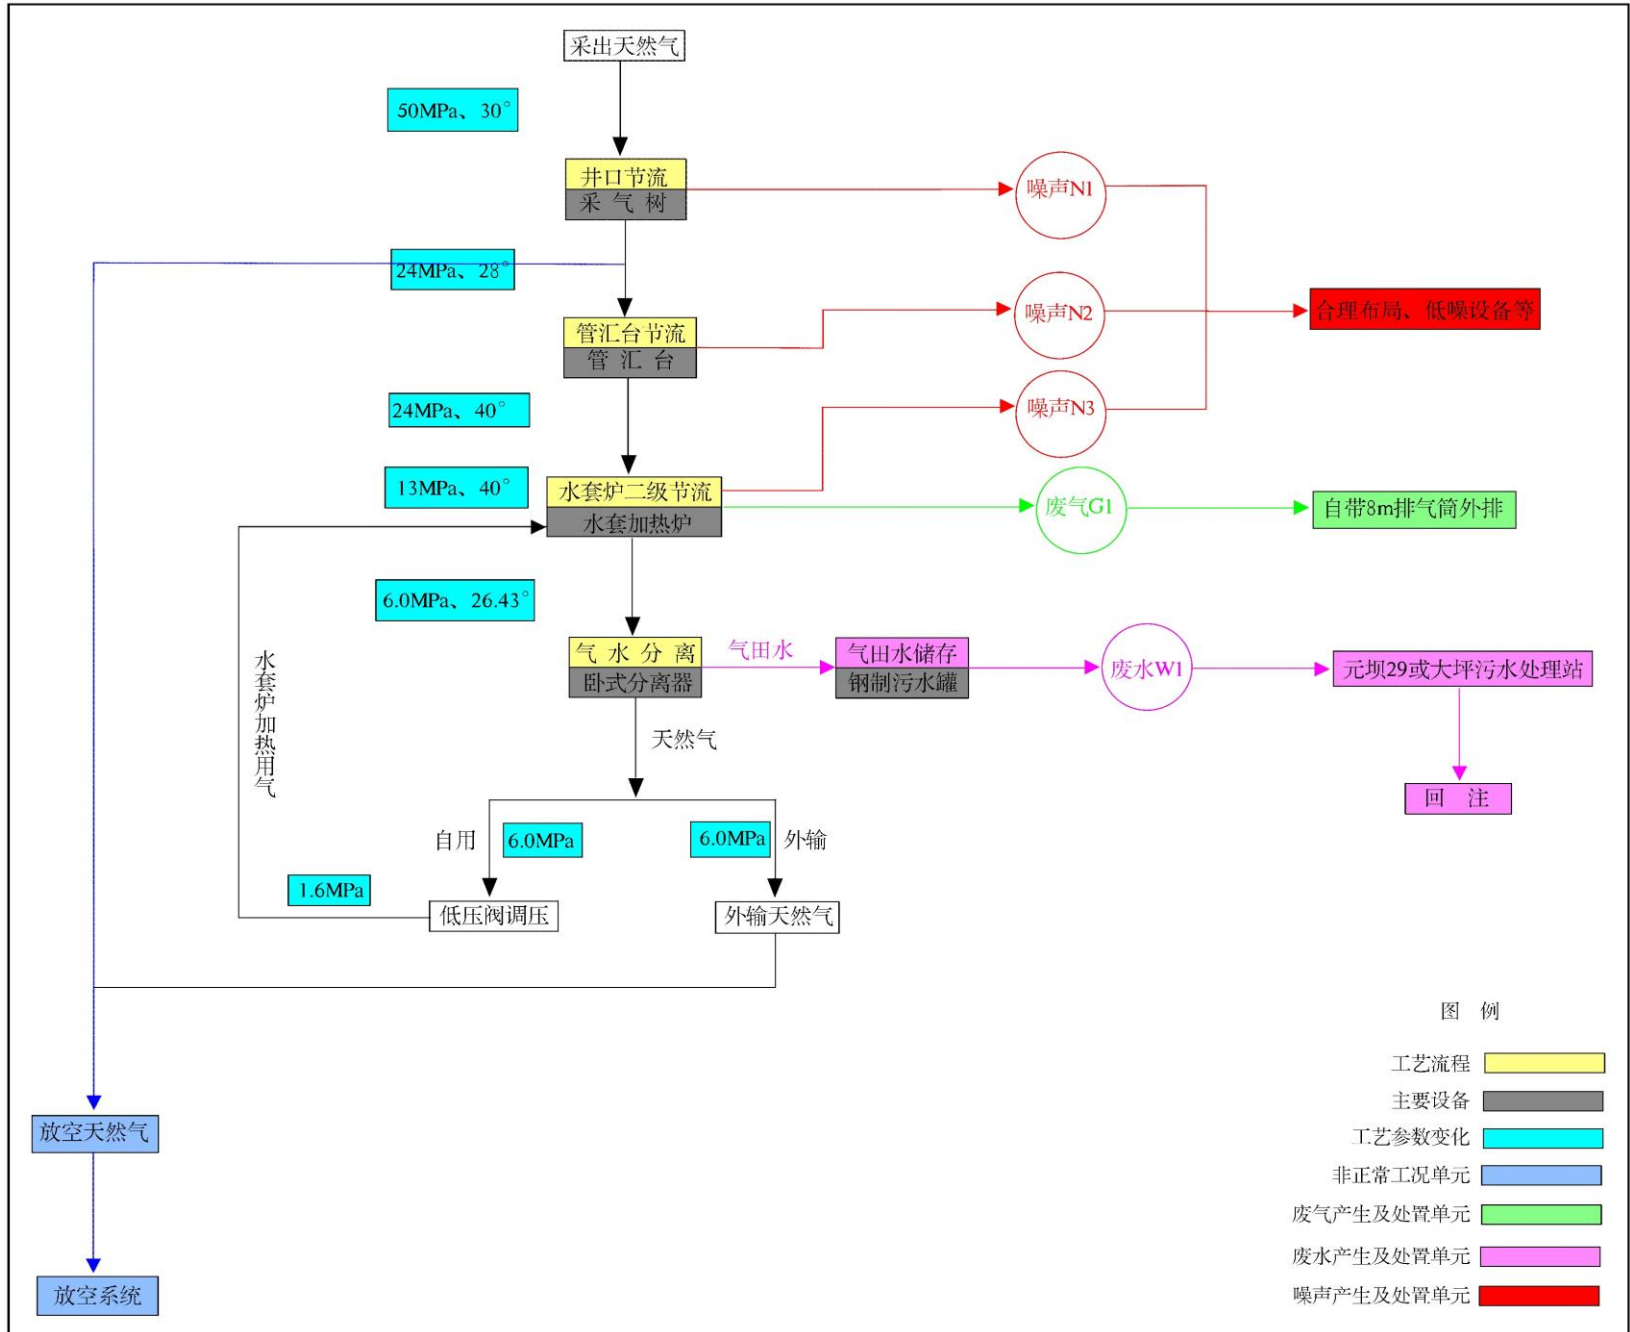 采出天然气
50MPa、30°
井口节流
采 气 树
噪声N1
24MPa、28°
管汇台节流
管 汇 台
噪声N2
合理布局、低噪设备等
24MPa、40°
噪声N3
13MPa、40°
水套炉二级节流
水套加热炉
废气G1
自带8m排气筒外排
6.0MPa、26.43°
气 水 分 离
卧式分离器
气田水
气田水储存
钢制污水罐
废水W1
元坝29或大坪污水处理站
水套炉加热用气
天然气
回 注
自用
6.0MPa
6.0MPa
外输
1.6MPa
低压阀调压
外输天然气
放空天然气
放空系统
图 例
工艺流程
主要设备
工艺参数变化
非正常工况单元
废气产生及处置单元
废水产生及处置单元
噪声产生及处置单元